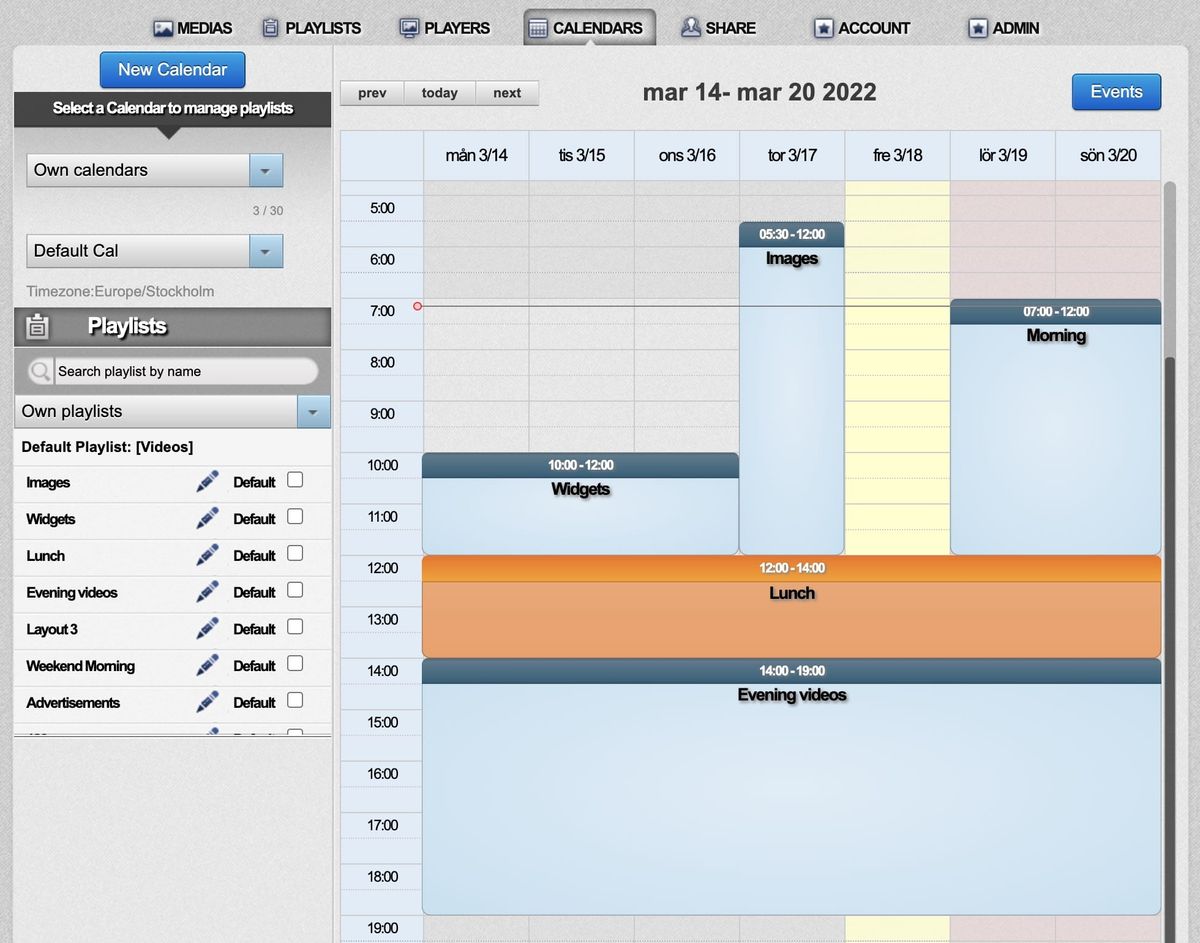 MEDIAS PLAYLISTS PLAYERS CALENDARS SHARE ACCOUNT ADMIN
New Calendar
Select a Calendar to manage playlists
Own calendars
3 / 30
Default Cal
Timezone:Europe/Stockholm
Playlists
Search playlist by name
Own playlists
Default Playlist: [Videos]
Images Default
Widgets Default
Lunch Default
Evening videos Default
Layout 3 Default
Weekend Morning Default
Advertisements Default
prev today next
mar 14- mar 20 2022
Events
mån 3/14 tis 3/15 ons 3/16 tor 3/17 fre 3/18 lör 3/19 sön 3/20
5:00
05:30 - 12:00
Images
6:00
7:00
07:00 - 12:00
Morning
8:00
9:00
10:00
10:00 - 12:00
Widgets
11:00
12:00
12:00 - 14:00
Lunch
13:00
14:00
14:00 - 19:00
Evening videos
15:00
16:00
17:00
18:00
19:00